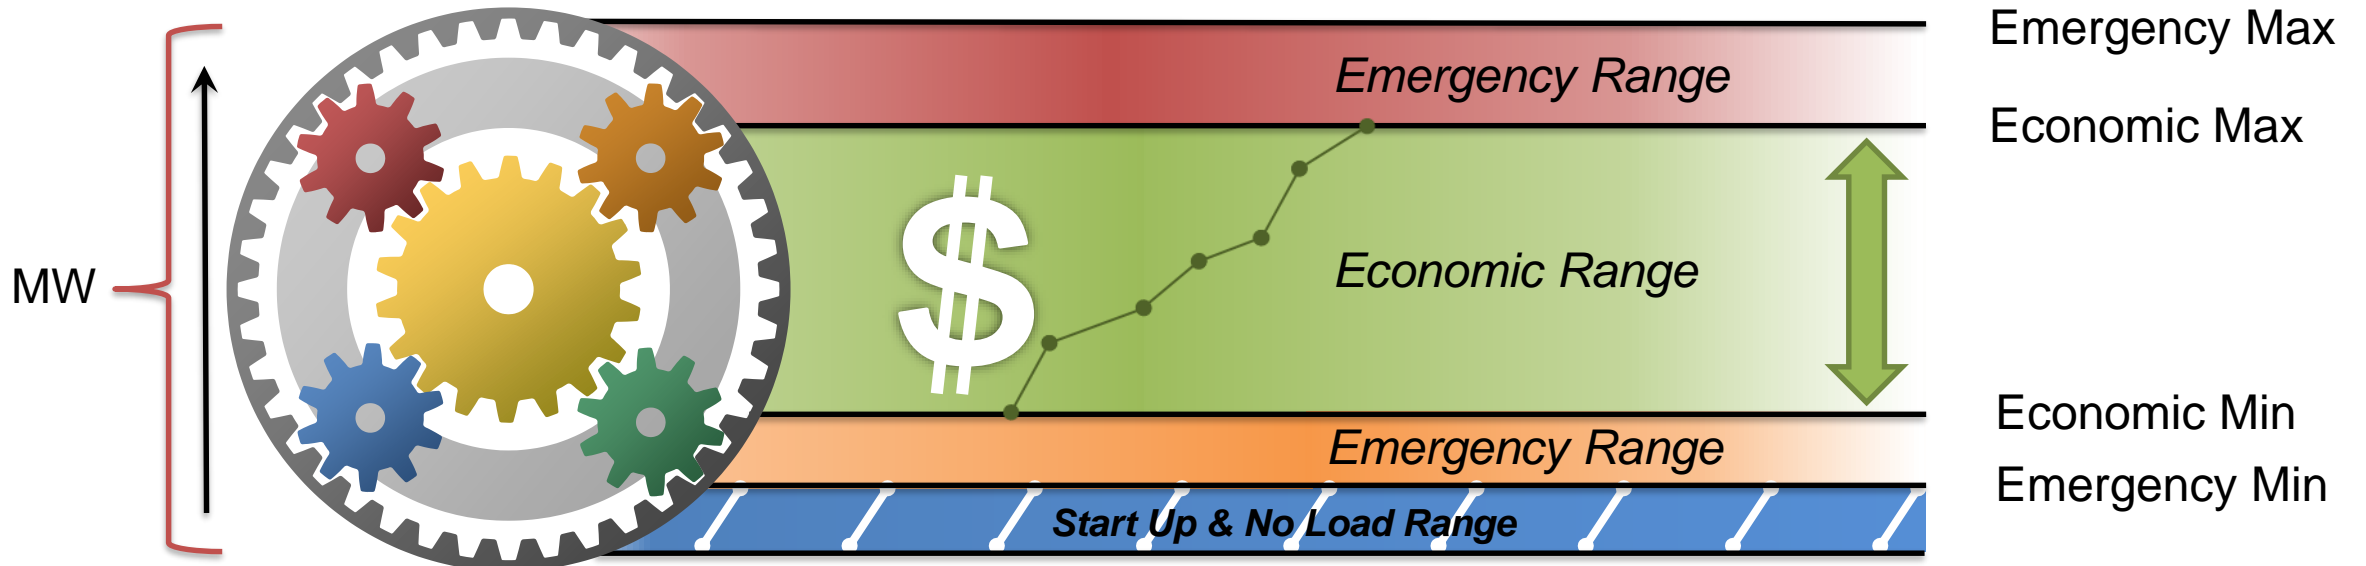 Emergency Max
Emergency Range
Economic Max
$
MW
Economic Range
Economic Min
Emergency Range
Emergency Min
Start Up & No Load Range